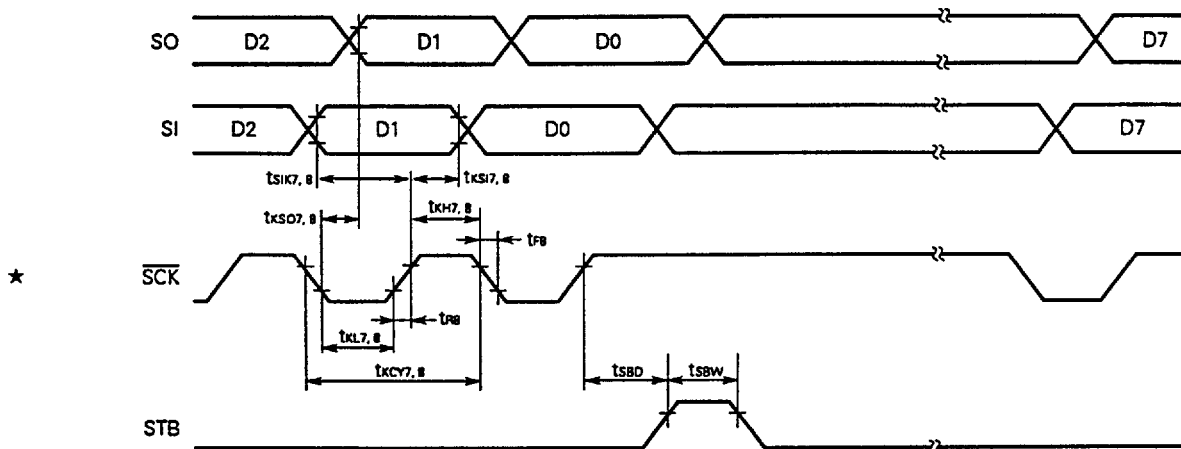 SO D2 D1 D0 D7
SI D2 D1 D0 D7
tSIK7, 8 tKSI7, 8
tKSO7, 8 tKH7, 8
tF8
★ SCK
tR8
tKL7, 8
tKCY7, 8 tSBD tSBW
STB